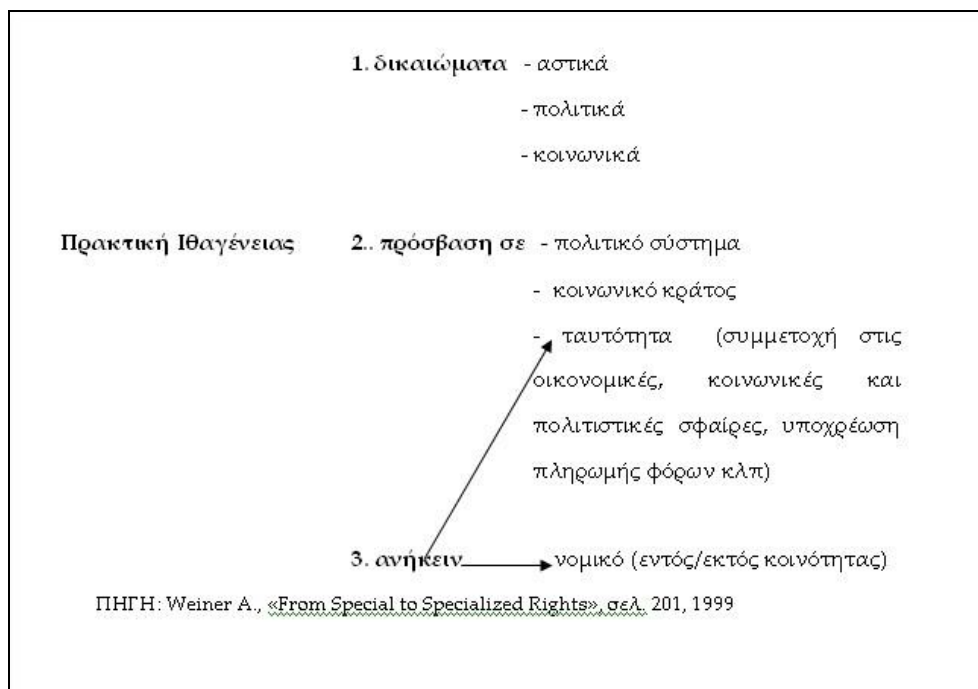 1. δικαιώματα - αστικά
- πολιτικά
- κοινωνικά
Πρακτική Ιθαγένειας 2.. πρόσβαση σε - πολιτικό σύστημα
- κοινωνικό κράτος
- ταυτότητα (συμμετοχή στις
οικονομικές, κοινωνικές και
πολιτιστικές σφαίρες, υποχρέωση
πληρωμής φόρων κλπ)
3. ανήκειν νομικό (εντός/εκτός κοινότητας)
ΠΗΓΗ: Weiner A., «From Special to Specialized Rights», σελ. 201, 1999